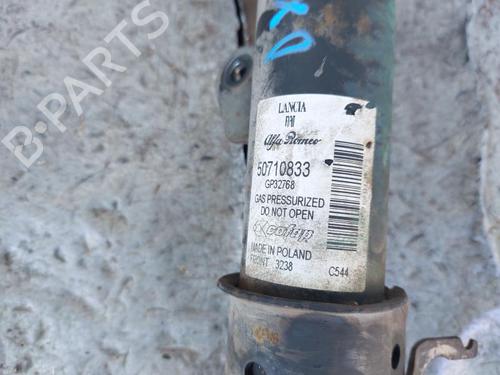 LANCIA
FIAT
Alfa Romeo
50710833
GP32768
GAS PRESSURIZED
DO NOT OPEN
cofap
MADE IN POLAND
FRONT 3238 C544
B-PARTS